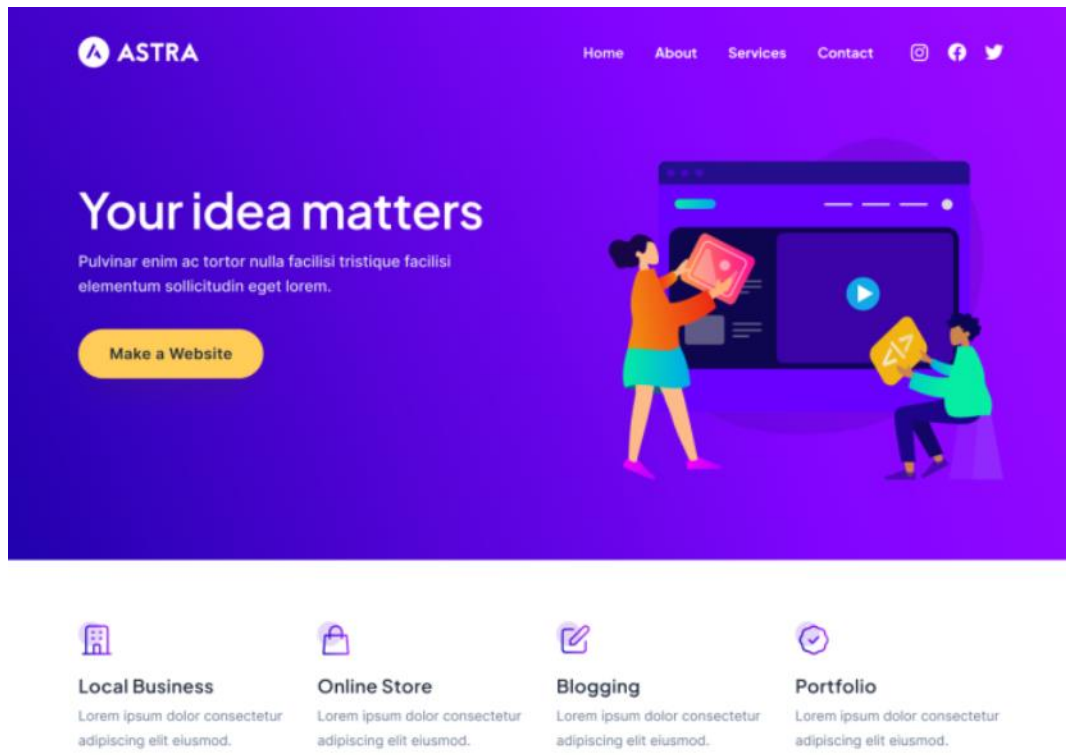 ASTRA
Home About Services Contact
Your idea matters
Pulvinar enim ac tortor nulla facilisi tristique facilisi
elementum sollicitudin eget lorem.
Make a Website
</>
Local Business
Lorem ipsum dolor consectetur
adipiscing elit eiusmod.
Online Store
Lorem ipsum dolor consectetur
adipiscing elit eiusmod.
Blogging
Lorem ipsum dolor consectetur
adipiscing elit eiusmod.
Portfolio
Lorem ipsum dolor consectetur
adipiscing elit eiusmod.